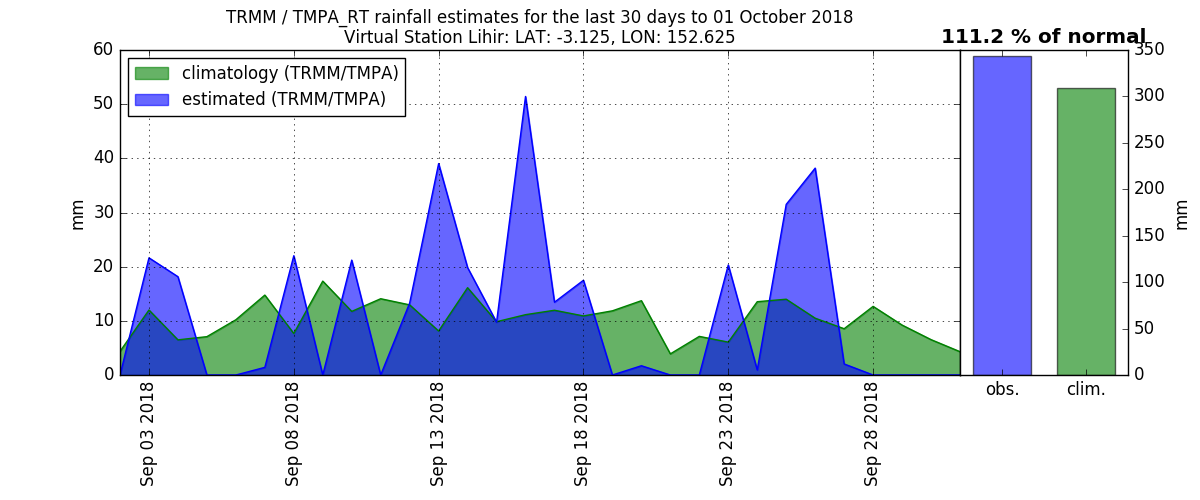 TRMM / TMPA_RT rainfall estimates for the last 30 days to 01 October 2018
Virtual Station Lihir: LAT: -3.125, LON: 152.625
111.2 % of normal
climatology (TRMM/TMPA)
estimated (TRMM/TMPA)
60
50
40
30
20
10
0
mm
Sep 03 2018
Sep 08 2018
Sep 13 2018
Sep 18 2018
Sep 23 2018
Sep 28 2018
obs.
clim.
350
300
250
200
150
100
50
0
mm